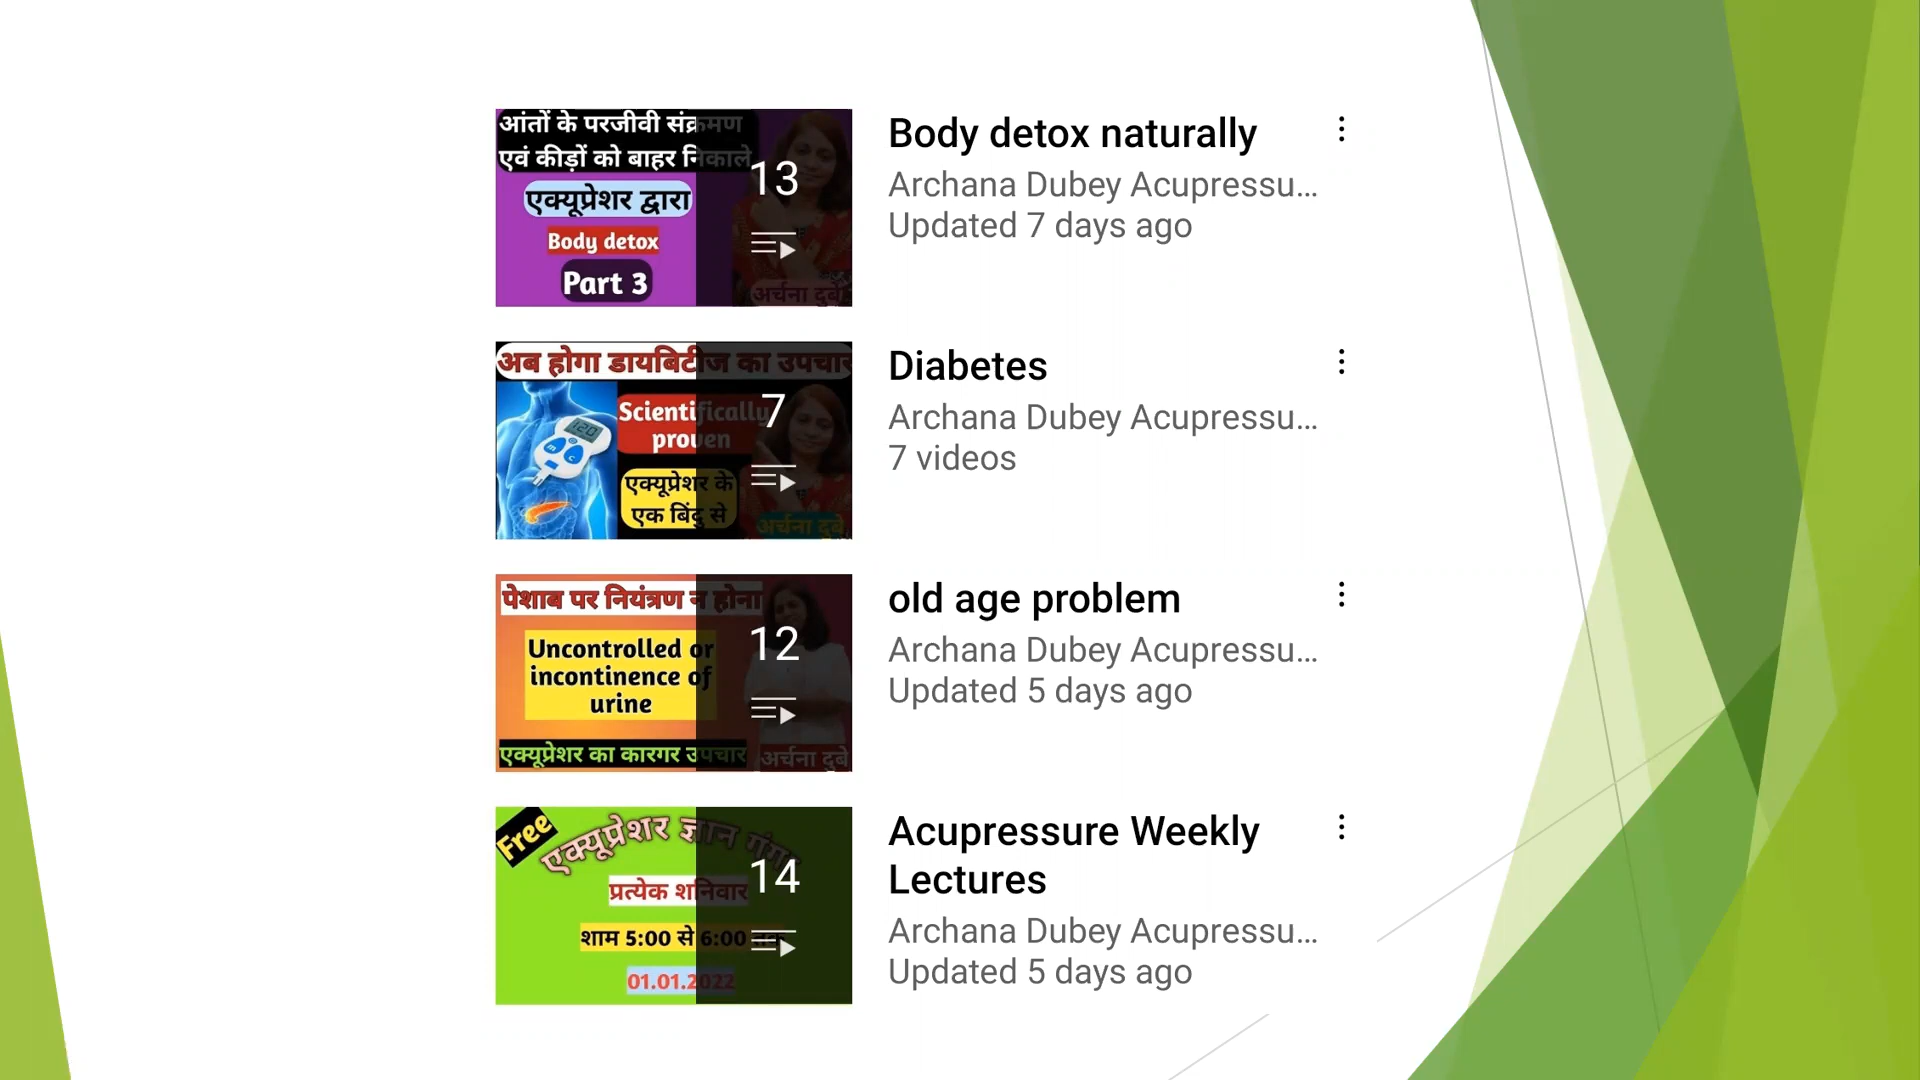 आंतों के परजीवी संक्रमण
एवं कीड़ों को बाहर निकाले
एक्यूप्रेशर द्वारा
Body detox
Part 3
अर्चना दुबे
13
Body detox naturally
Archana Dubey Acupressu...
Updated 7 days ago
अब होगा डायबिटीज का उपचार
Scientifically
proven
120
एक्यूप्रेशर के
एक बिंदु से
अर्चना दुबे
7
Diabetes
Archana Dubey Acupressu...
7 videos
पेशाब पर नियंत्रण न होना
Uncontrolled or
incontinence of
urine
एक्यूप्रेशर का कारगर उपचार
अर्चना दुबे
12
old age problem
Archana Dubey Acupressu...
Updated 5 days ago
Free
एक्यूप्रेशर ज्ञान गंगा
प्रत्येक शनिवार
शाम 5:00 से 6:00 तक
01.01.2022
14
Acupressure Weekly
Lectures
Archana Dubey Acupressu...
Updated 5 days ago